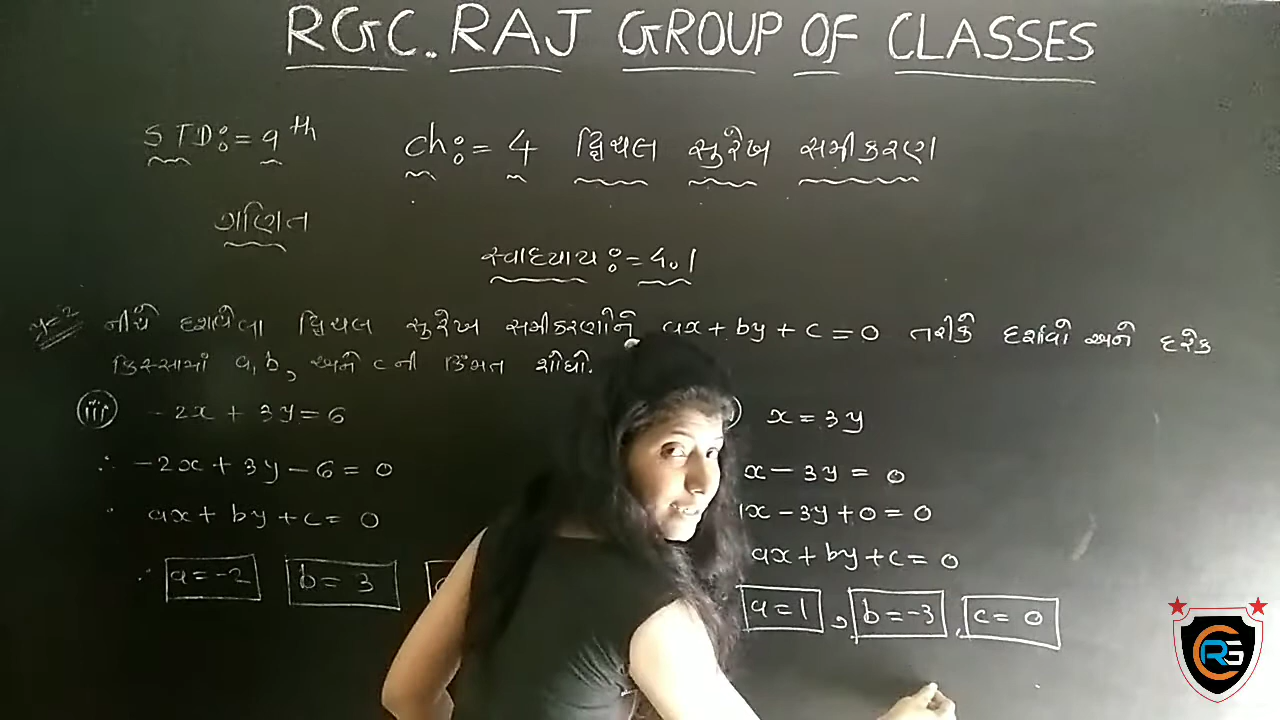 RGC. RAJ GROUP OF CLASSES
STD:= 9th ch:= 4 દ્વિચલ સુરેખ સમીકરણ
ગણિત
સ્વાધ્યાય := 4.1
નીચે દર્શાવેલા દ્વિચલ સુરેખ સમીકરણોને ax + by + c = 0 તરીકે દર્શાવો અને દરેક
કિસ્સામાં a, b, અને c ની કિંમત શોધો.
(iii) -2x + 3y = 6
∴ -2x + 3y - 6 = 0
ax + by + c = 0
∴ a = -2 b = 3
x = 3y
x - 3y = 0
1x - 3y + 0 = 0
ax + by + c = 0
a = 1 , b = -3 , c = 0
RG